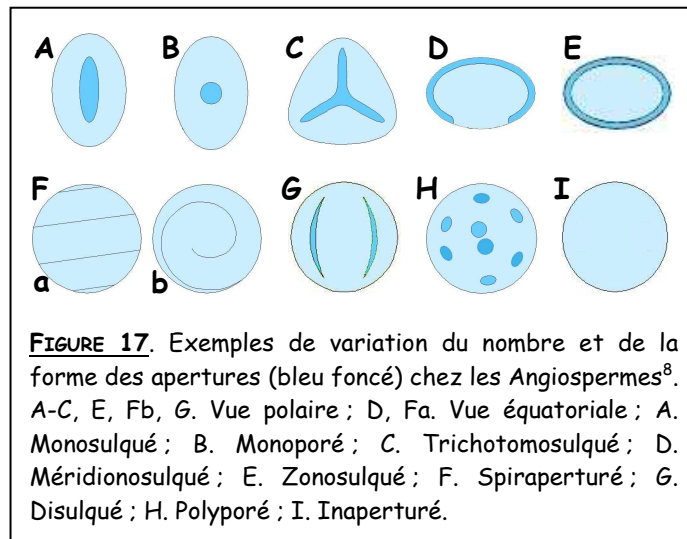 A B C D E
F G H I
a b
FIGURE 17. Exemples de variation du nombre et de la
forme des apertures (bleu foncé) chez les Angiospermes⁸.
A-C, E, Fb, G. Vue polaire ; D, Fa. Vue équatoriale ; A.
Monosulqué ; B. Monoporé ; C. Trichotomosulqué ; D.
Méridionosulqué ; E. Zonosulqué ; F. Spiraperturé ; G.
Disulqué ; H. Polyporé ; I. Inaperturé.